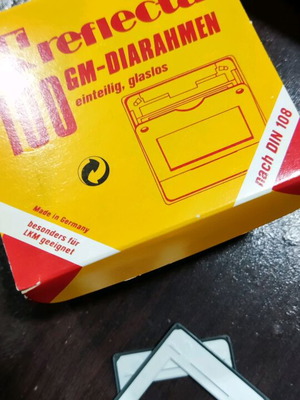 reflecta
100
GM-DIARAHMEN
einteilig, glaslos
nach DIN 108
Made in Germany
besonders für
LKM geeignet